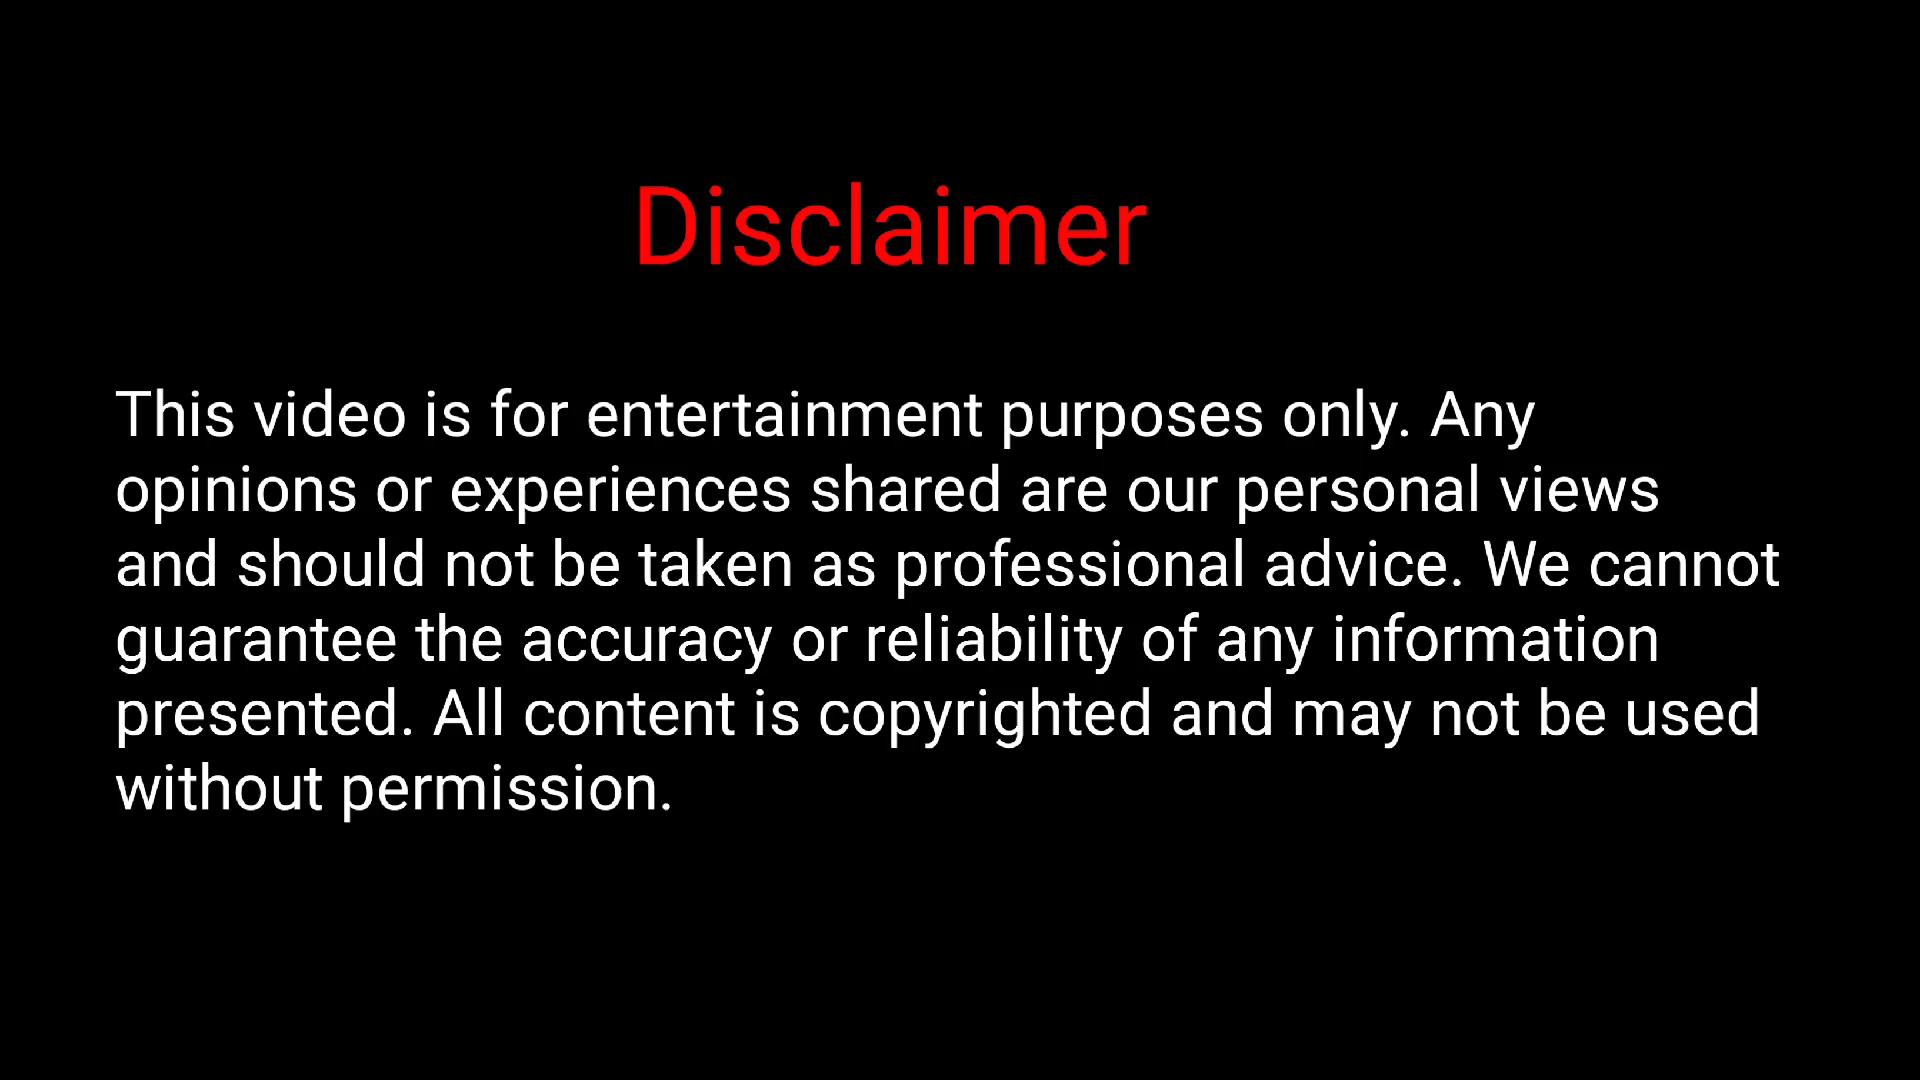 Disclaimer
This video is for entertainment purposes only. Any
opinions or experiences shared are our personal views
and should not be taken as professional advice. We cannot
guarantee the accuracy or reliability of any information
presented. All content is copyrighted and may not be used
without permission.